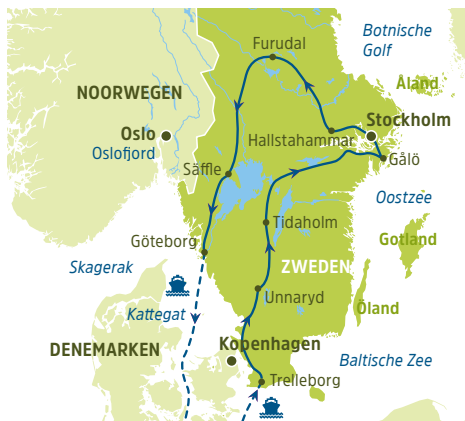 Botnische
Golf
Furudal
Åland
NOORWEGEN
Stockholm
Oslo
Hallstahammar
Oslofjord
Gålö
Säffle
Oostzee
Tidaholm
Göteborg
Gotland
Skagerak
ZWEDEN
Unnaryd
Öland
Kattegat
Kopenhagen
DENEMARKEN
Baltische Zee
Trelleborg